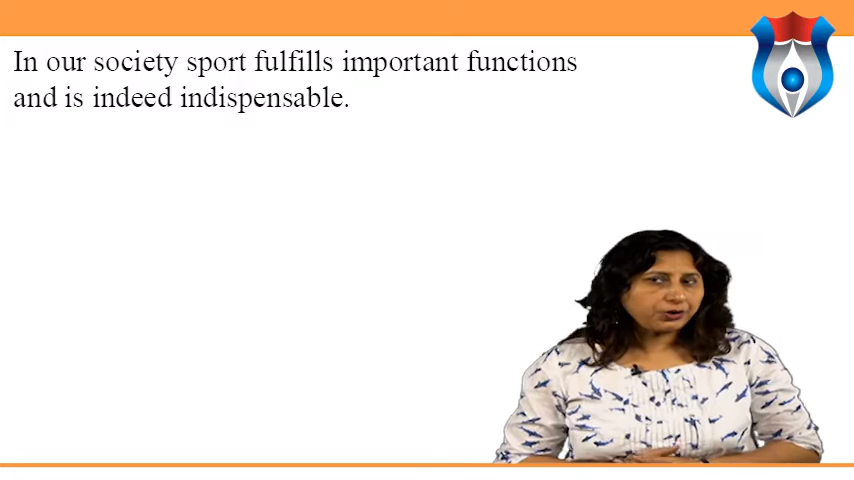 In our society sport fulfills important functions
and is indeed indispensable.